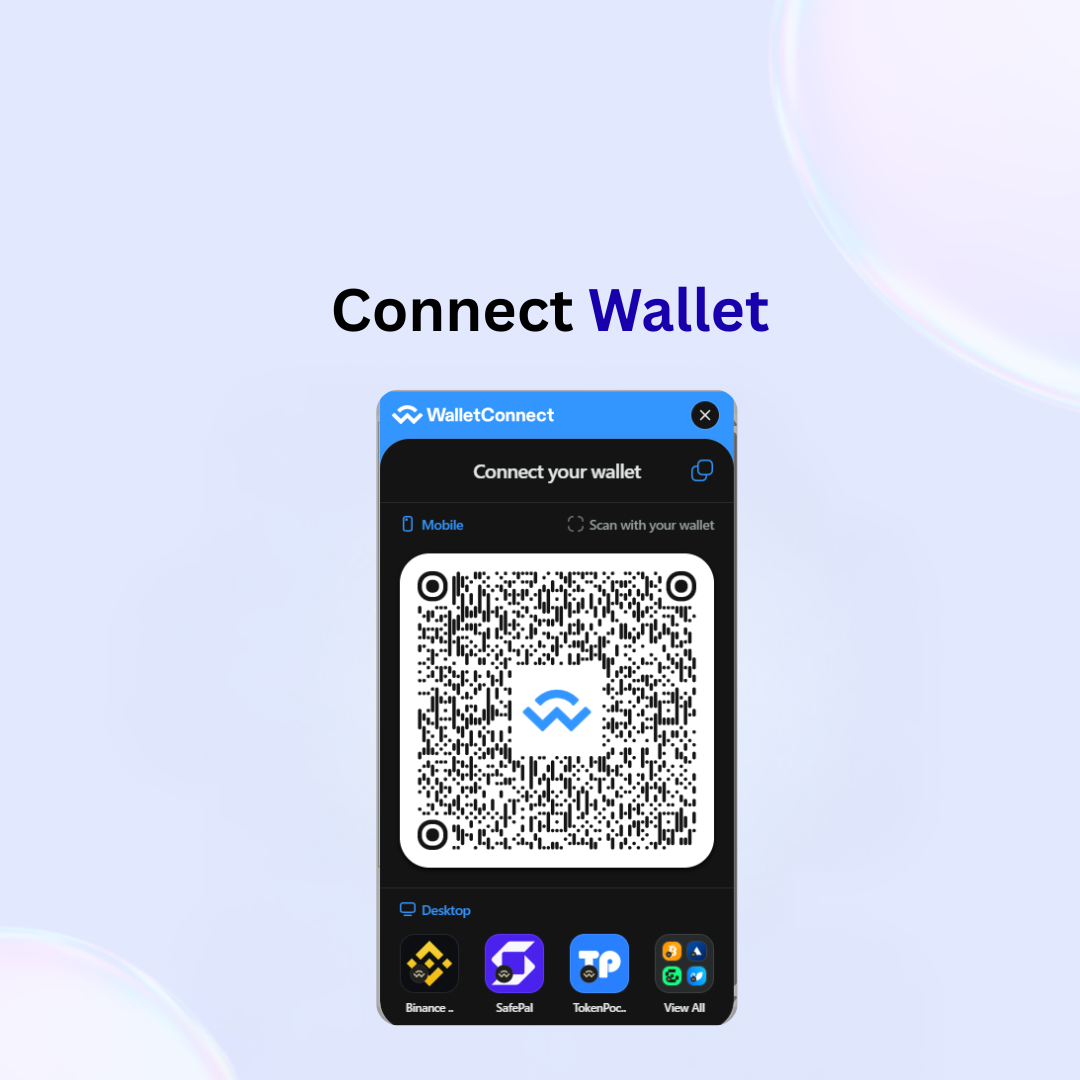 Connect Wallet
WalletConnect
Connect your wallet
Mobile
Scan with your wallet
Desktop
Binance ..
SafePal
TokenPoc..
View All